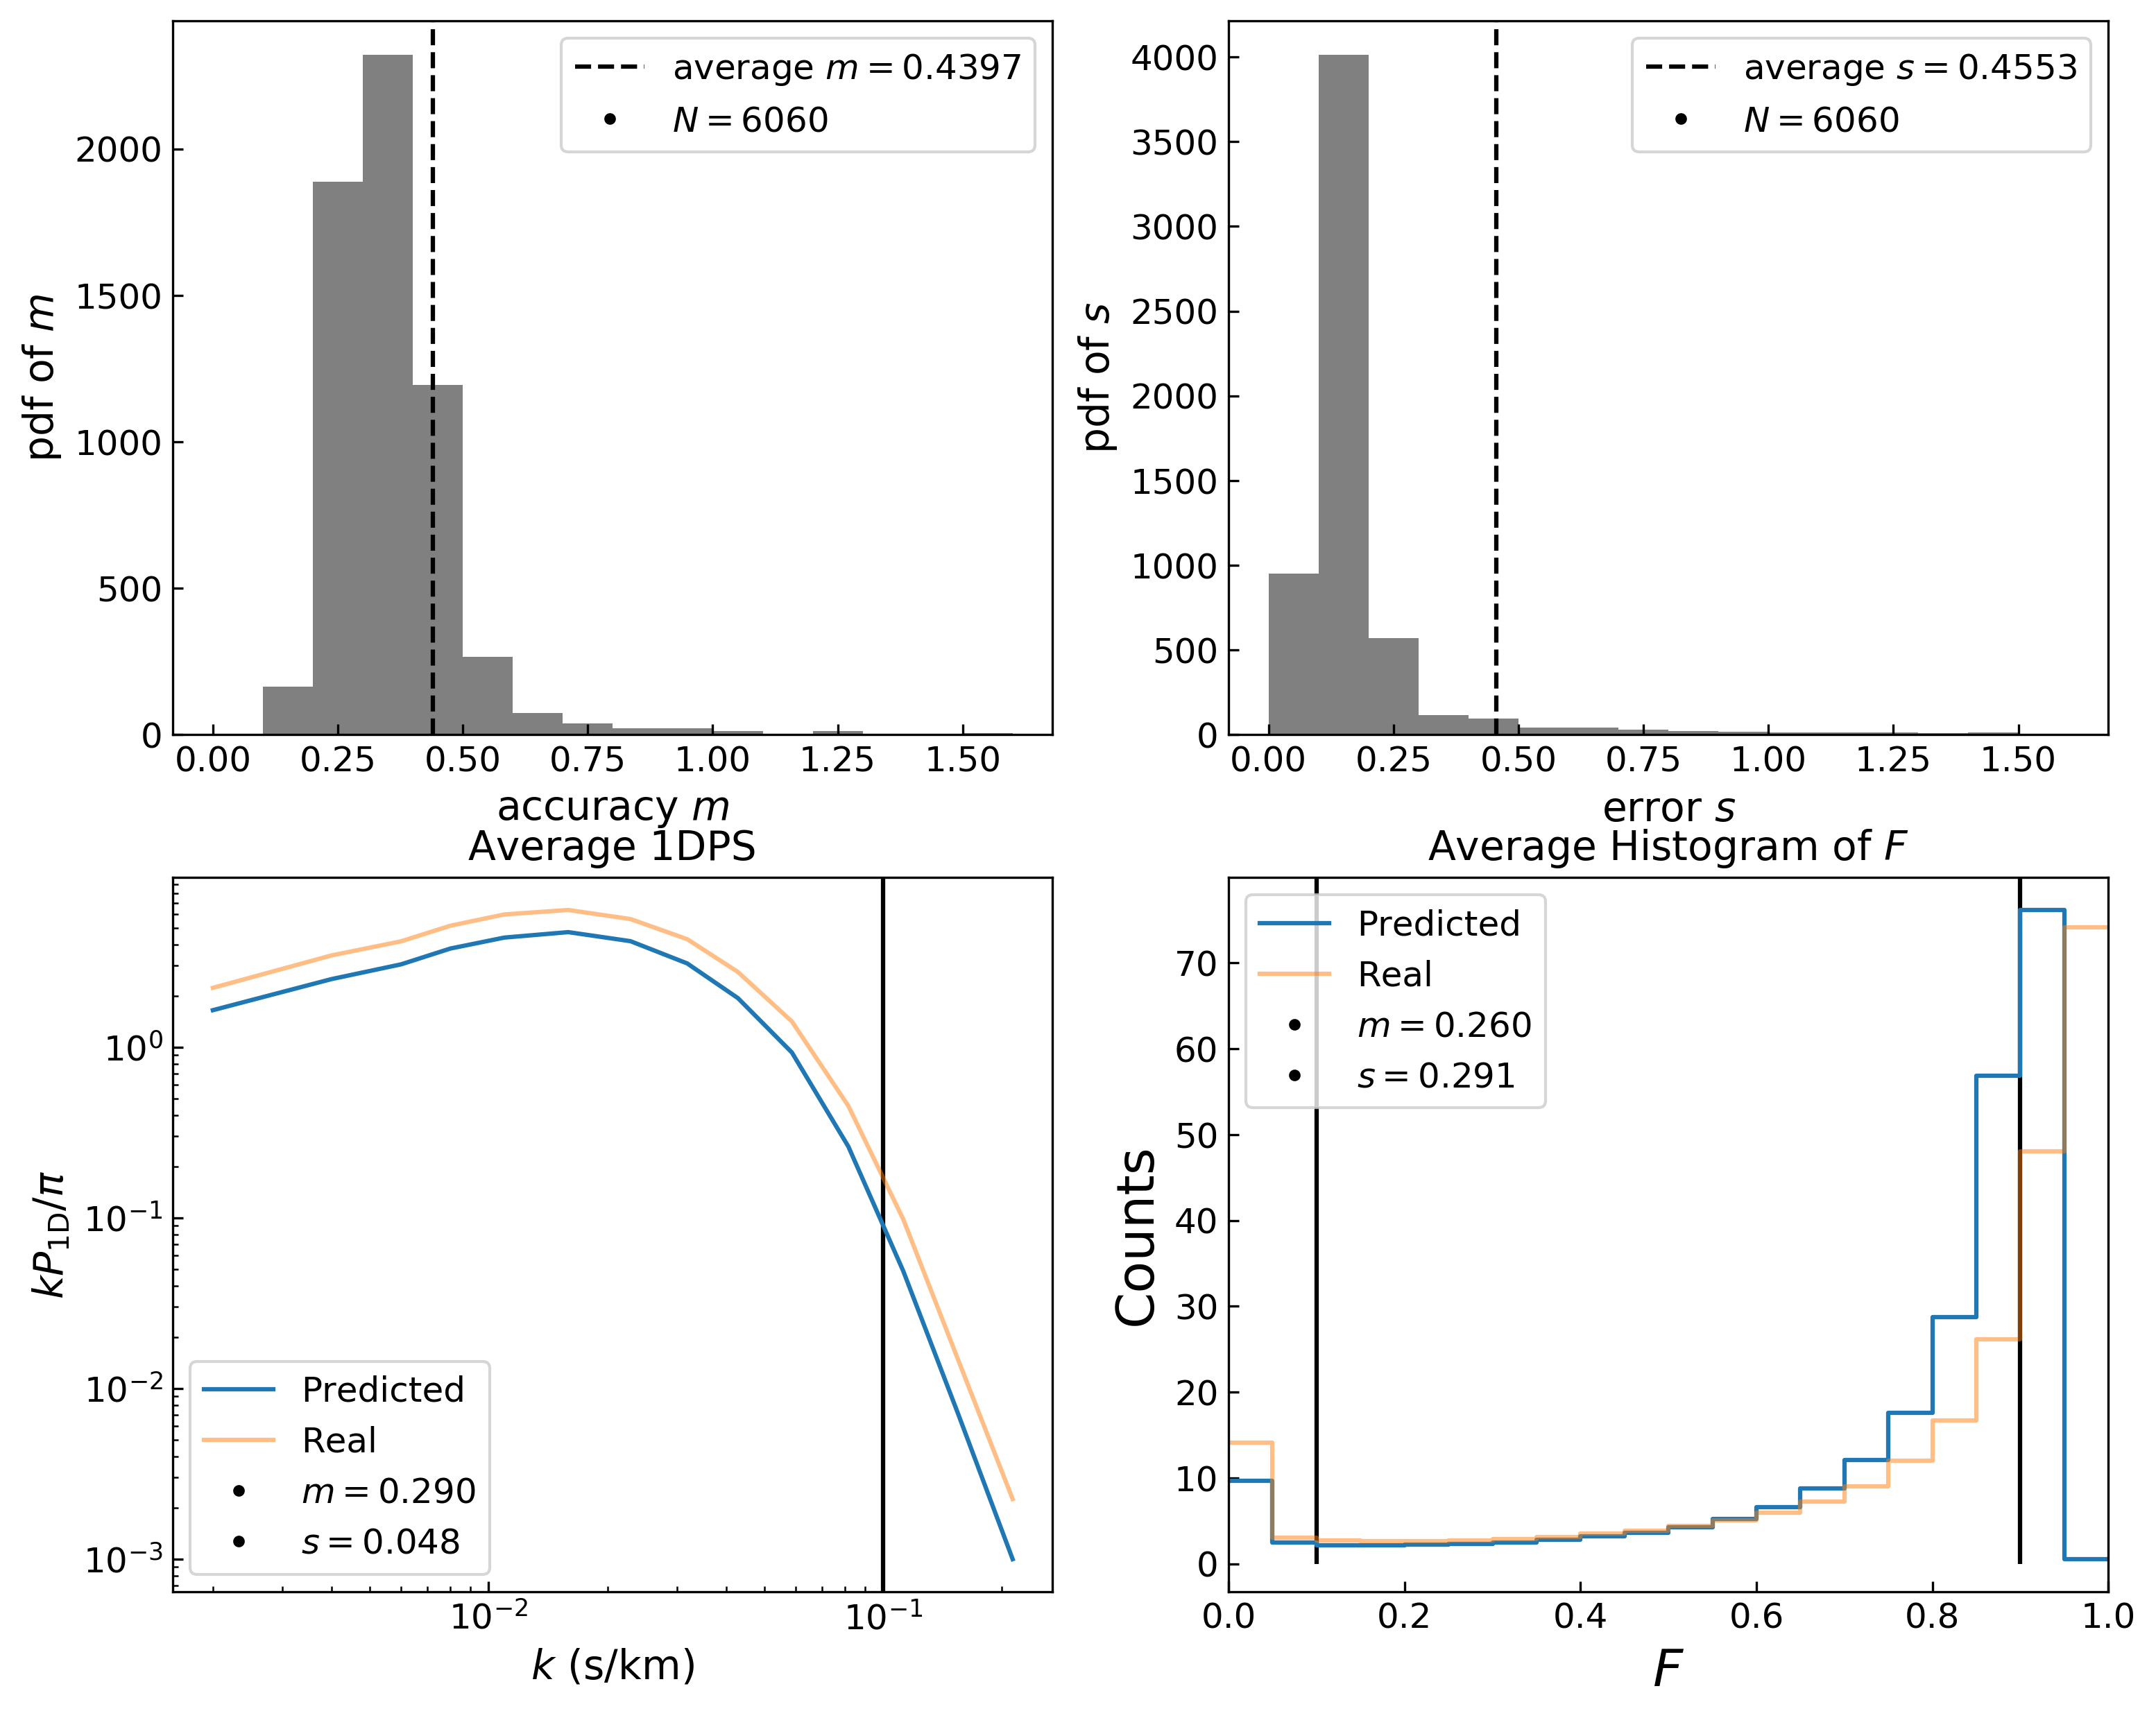 average m = 0.4397
N = 6060
pdf of m
2000
1500
1000
500
0
0.00 0.25 0.50 0.75 1.00 1.25 1.50
accuracy m
average s = 0.4553
N = 6060
pdf of s
4000
3500
3000
2500
2000
1500
1000
500
0
0.00 0.25 0.50 0.75 1.00 1.25 1.50
error s
Average 1DPS
kP_{1D}/π
10^0
10^{-1}
10^{-2}
10^{-3}
Predicted
Real
m = 0.290
s = 0.048
10^{-2} 10^{-1}
k (s/km)
Average Histogram of F
Predicted
Real
m = 0.260
s = 0.291
Counts
70
60
50
40
30
20
10
0
0.0 0.2 0.4 0.6 0.8 1.0
F